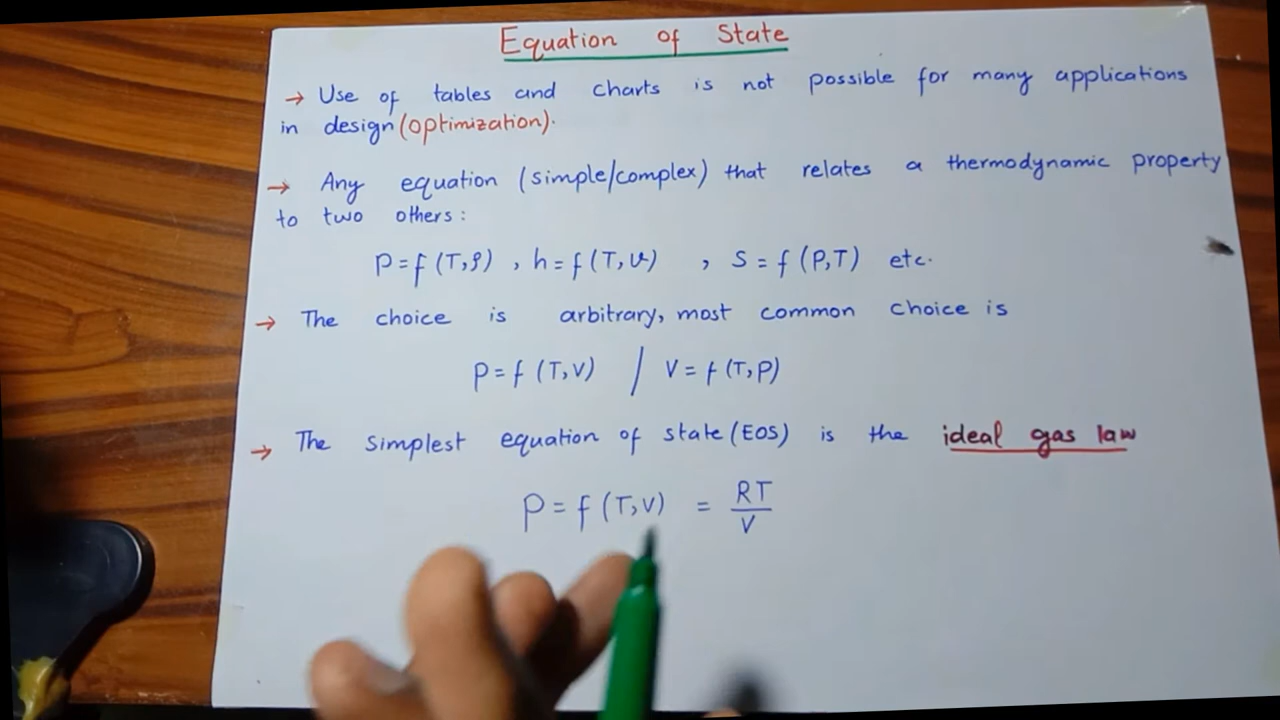 Equation of State
→ Use of tables and charts is not possible for many applications
in design (optimization).
→ Any equation (simple/complex) that relates a thermodynamic property
to two others:
P=f(T,ρ) , h=f(T,v) , s=f(P,T) etc.
→ The choice is arbitrary, most common choice is
P=f(T,V) / V=f(T,P)
→ The simplest equation of state (EOS) is the ideal gas law
P=f(T,V) = RT/V